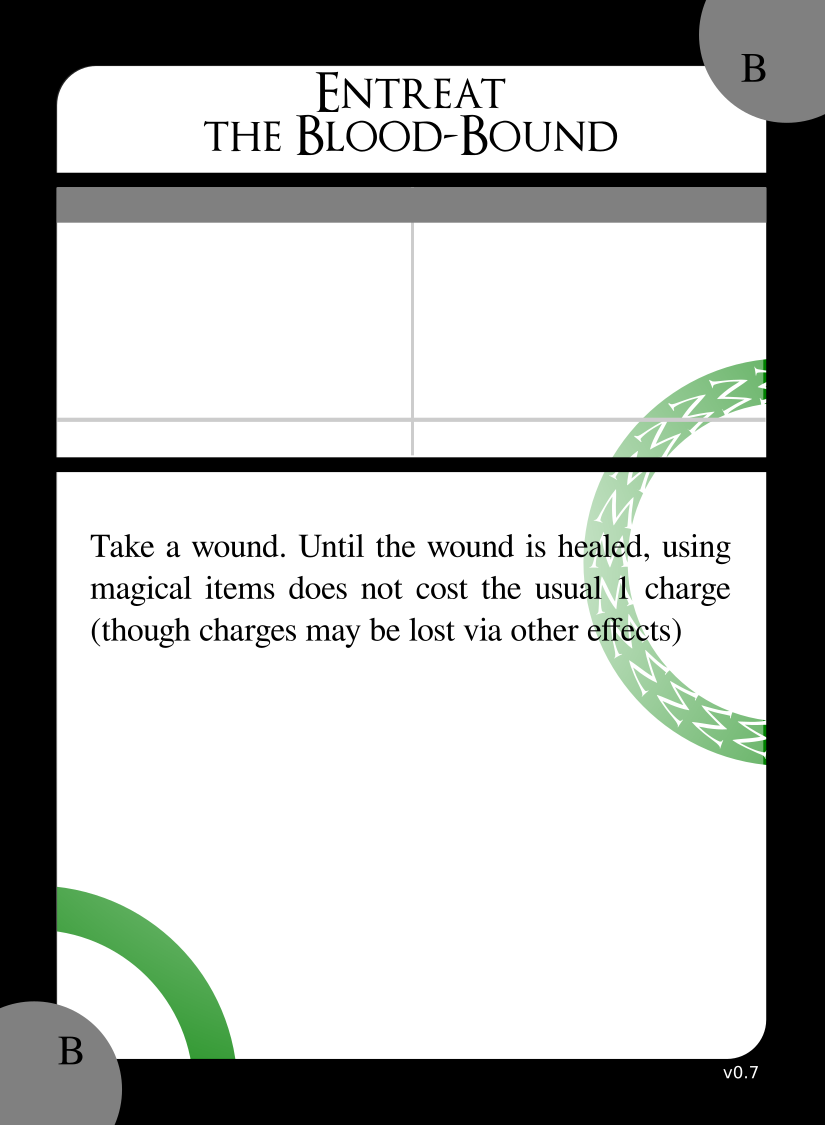 B
Entreat
the Blood-Bound
Take a wound. Until the wound is healed, using
magical items does not cost the usual 1 charge
(though charges may be lost via other effects)
B
v0.7